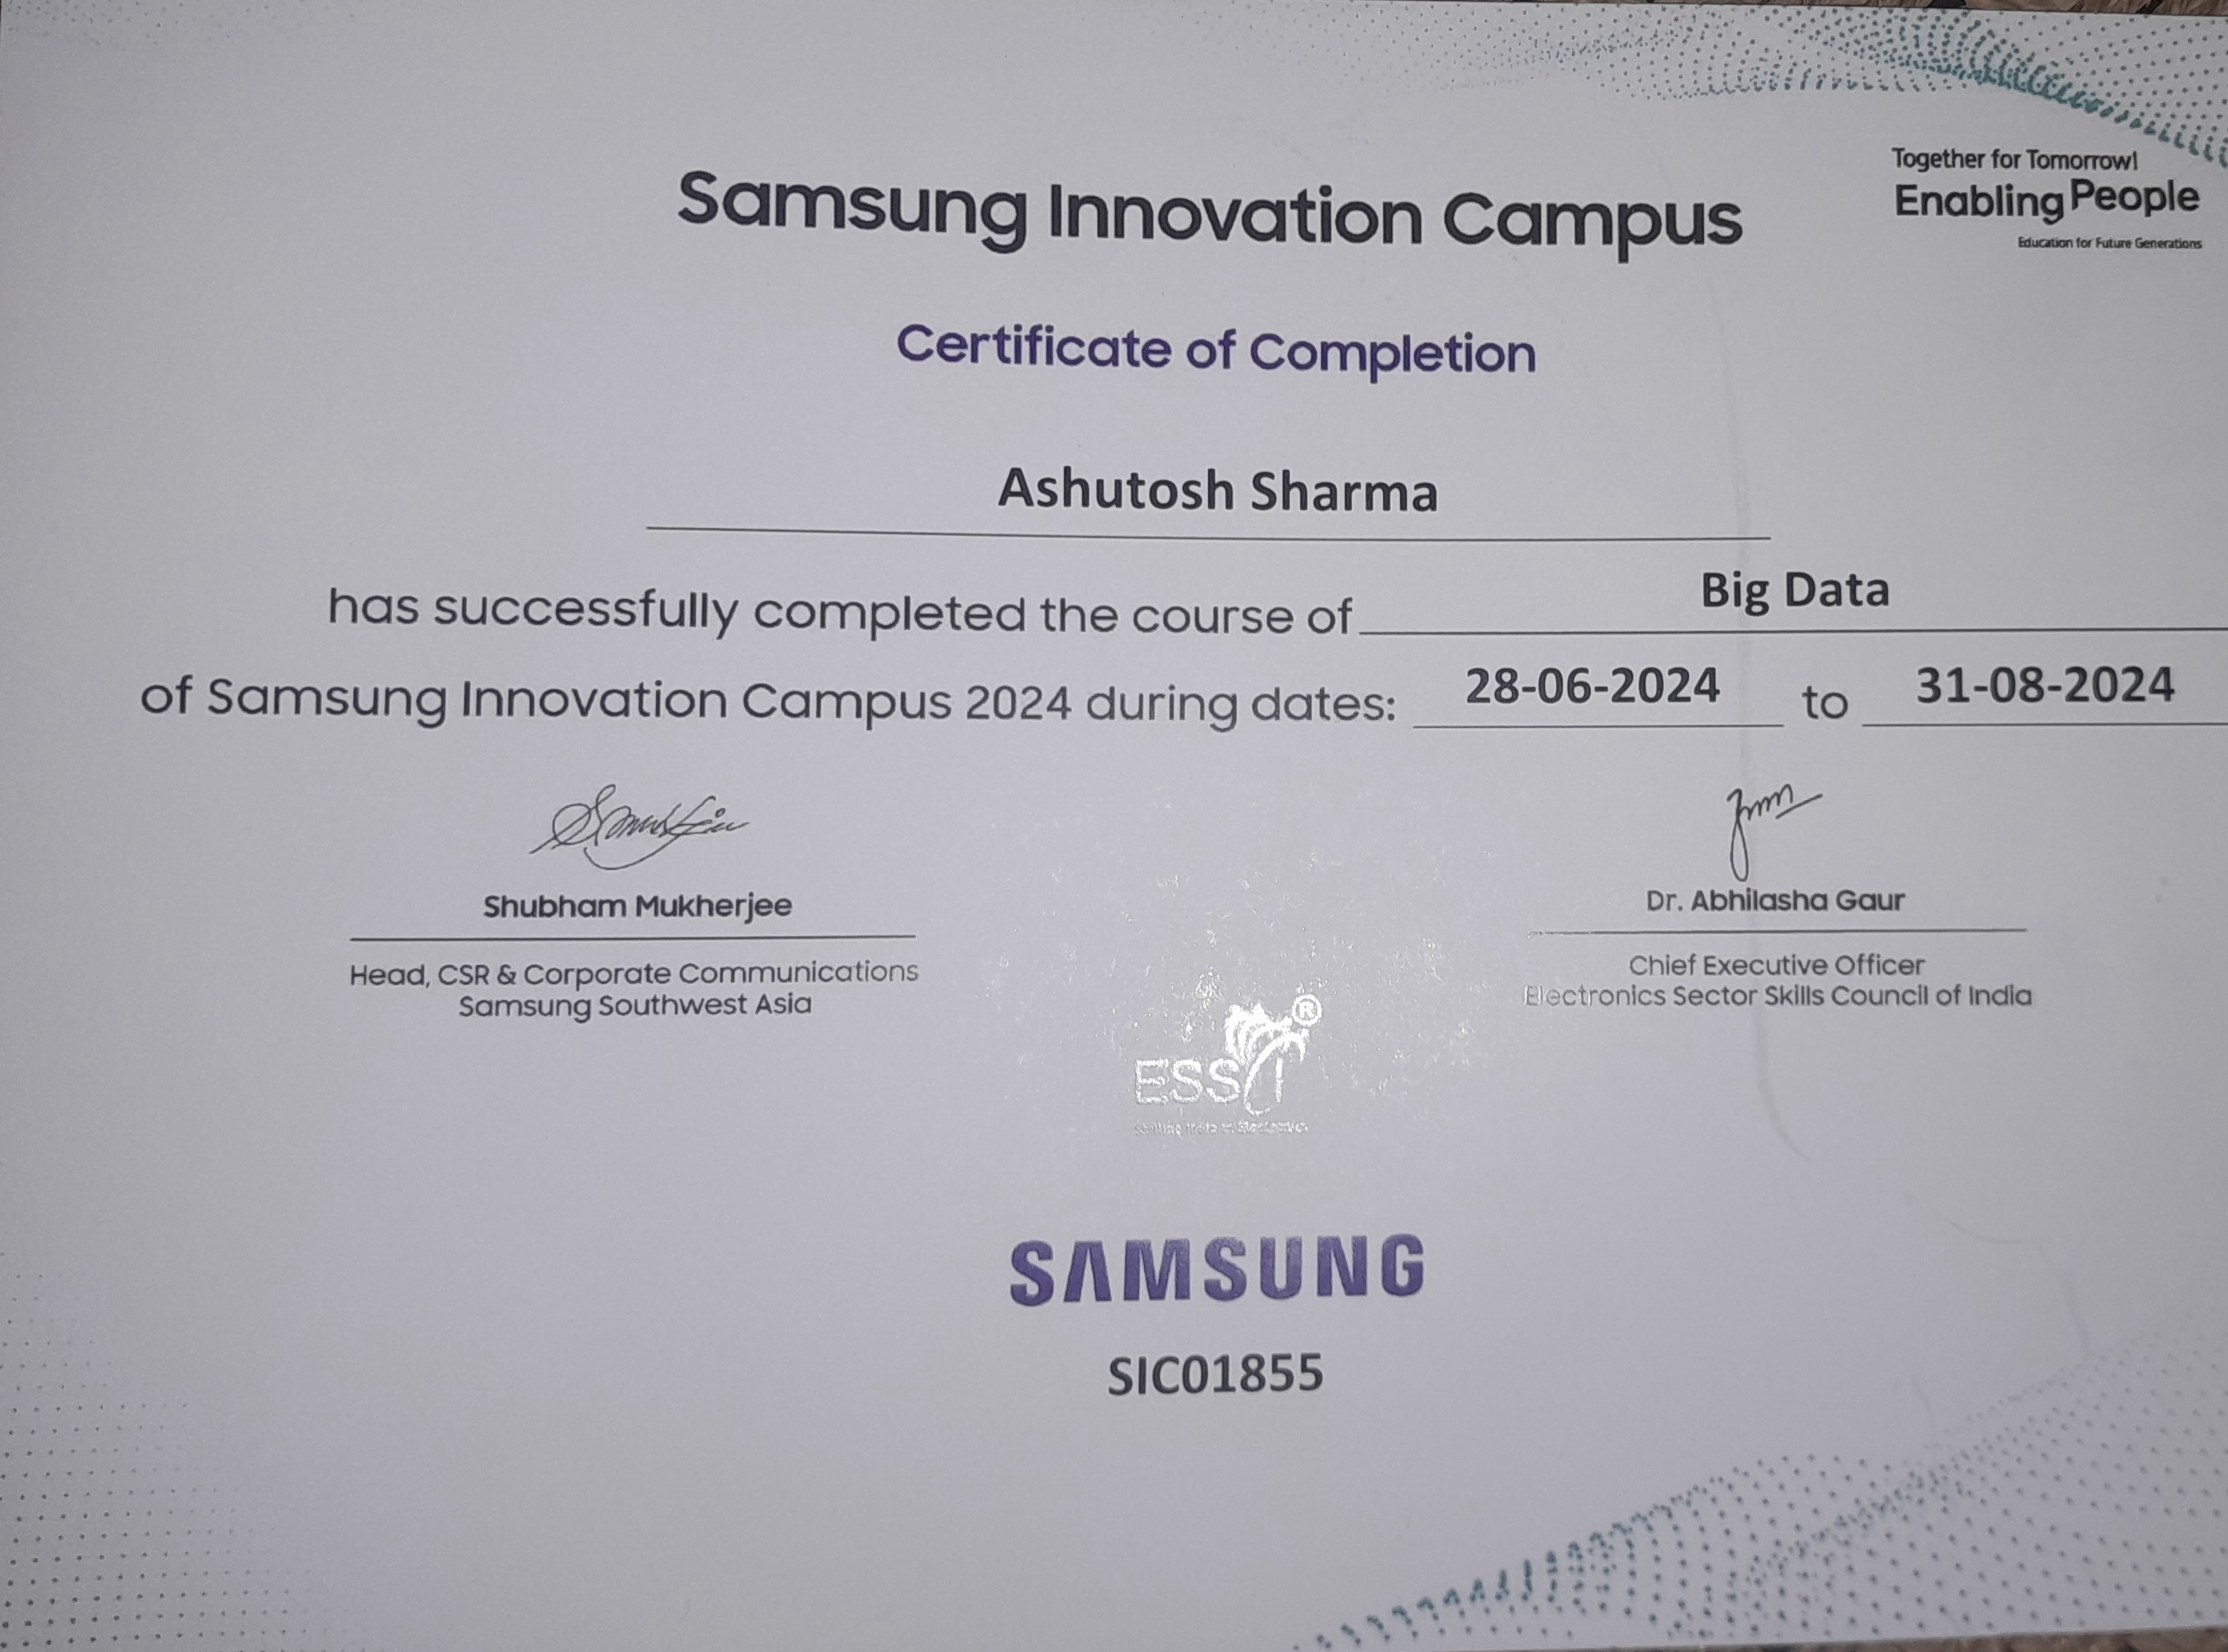 Together for Tomorrow!
Enabling People
Education for Future Generations
Samsung Innovation Campus
Certificate of Completion
Ashutosh Sharma
has successfully completed the course of Big Data
of Samsung Innovation Campus 2024 during dates: 28-06-2024 to 31-08-2024
Shubham Mukherjee
Head, CSR & Corporate Communications
Samsung Southwest Asia
Dr. Abhilasha Gaur
Chief Executive Officer
Electronics Sector Skills Council of India
ESSCI®
SAMSUNG
SIC01855